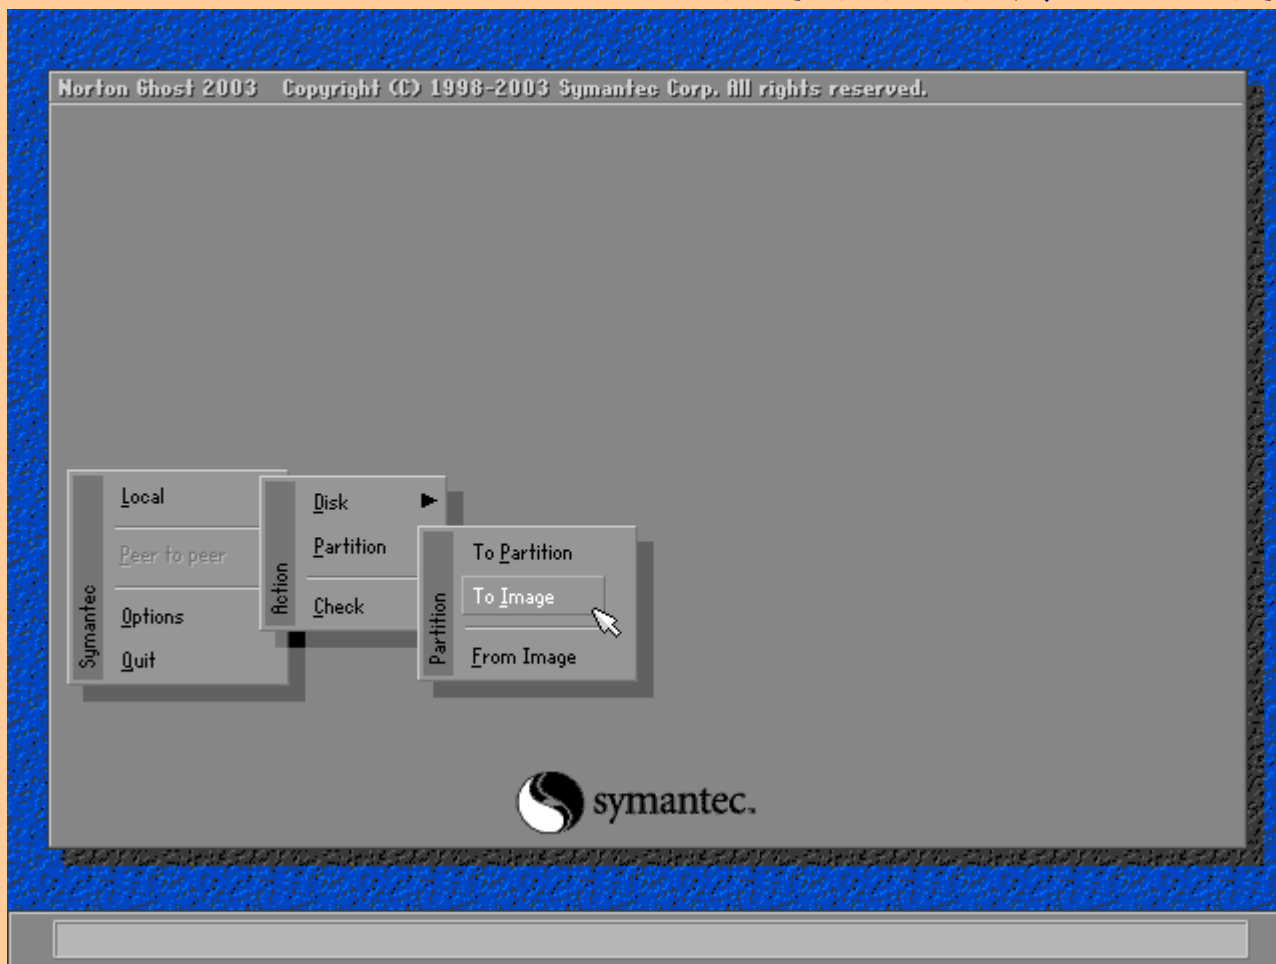 Norton Ghost 2003 Copyright (C) 1998-2003 Symantec Corp. All rights reserved.
Symantec
Local
Peer to peer
Options
Quit
Action
Disk
Partition
Check
Partition
To Partition
To Image
From Image
symantec.